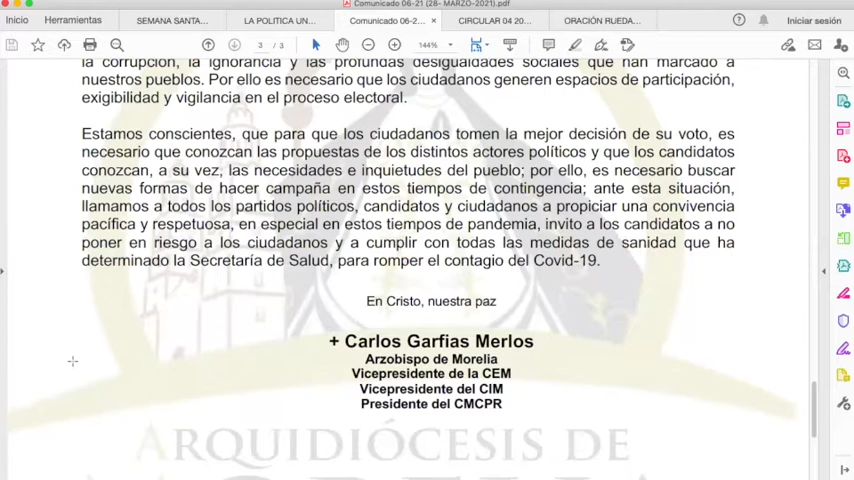 Comunicado 06-21 (28- MARZO-2021).pdf
Inicio Herramientas SEMANA SANTA... LA POLITICA UN... Comunicado 06-2... × CIRCULAR 04 20... ORACIÓN RUEDA... Iniciar sesión
3 / 3 144%
la corrupción, la ignorancia y las profundas desigualdades sociales que han marcado a
nuestros pueblos. Por ello es necesario que los ciudadanos generen espacios de participación,
exigibilidad y vigilancia en el proceso electoral.
Estamos conscientes, que para que los ciudadanos tomen la mejor decisión de su voto, es
necesario que conozcan las propuestas de los distintos actores políticos y que los candidatos
conozcan, a su vez, las necesidades e inquietudes del pueblo; por ello, es necesario buscar
nuevas formas de hacer campaña en estos tiempos de contingencia; ante esta situación,
llamamos a todos los partidos políticos, candidatos y ciudadanos a propiciar una convivencia
pacífica y respetuosa, en especial en estos tiempos de pandemia, invito a los candidatos a no
poner en riesgo a los ciudadanos y a cumplir con todas las medidas de sanidad que ha
determinado la Secretaría de Salud, para romper el contagio del Covid-19.
En Cristo, nuestra paz
+ Carlos Garfias Merlos
Arzobispo de Morelia
Vicepresidente de la CEM
Vicepresidente del CIM
Presidente del CMCPR
ARQUIDIÓCESIS DE